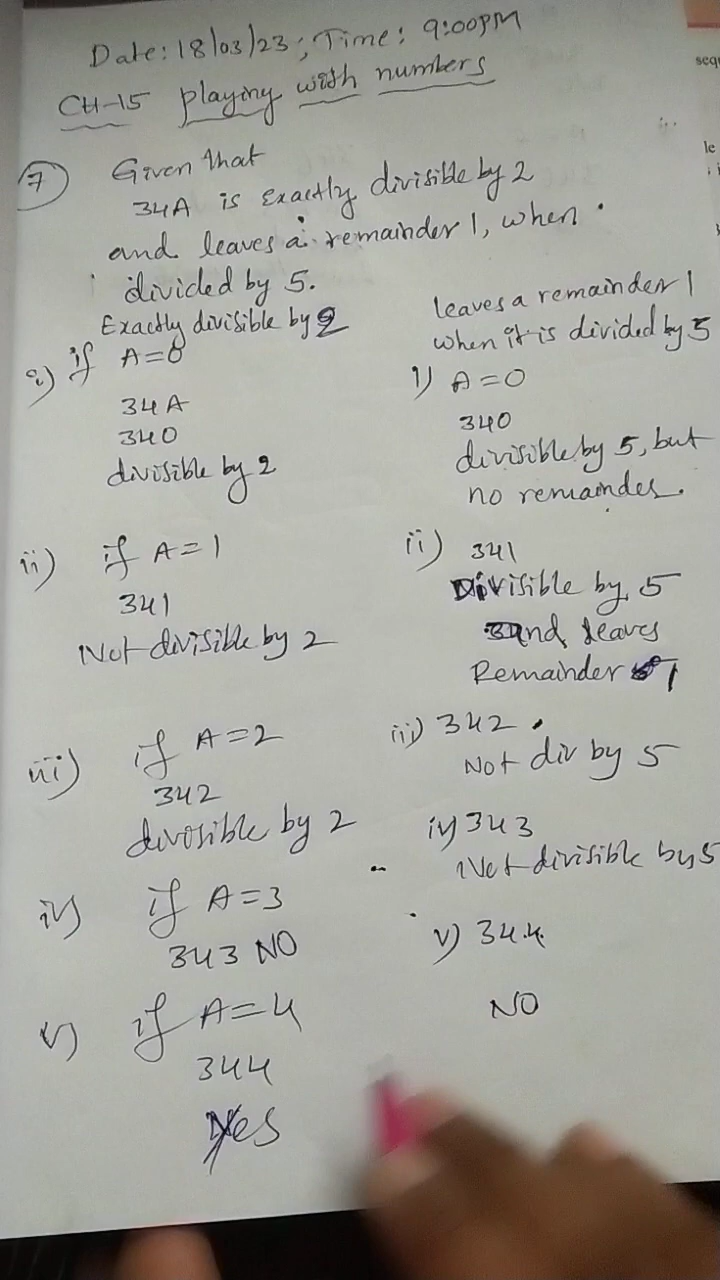 Date: 18/03/23; Time: 9:00PM
CH-15 playing with numbers
7 Given that
34A is exactly divisible by 2
and leaves a remainder 1, when
divided by 5.
Exactly divisible by 2
i) if A=0
34A
340
divisible by 2
ii) if A=1
341
Not divisible by 2
iii) if A=2
342
divosible by 2
iv) if A=3
343 NO
v) if A=4
344
Yes
leaves a remainder 1
when it is divided by 5
1) A=0
340
divisible by 5, but
no remaindes.
ii) 341
Divisible by 5
and leaves
Remainder 1
iii) 342
Not div by 5
iv) 343
Not divisible by 5
v) 344
NO
sequ
le